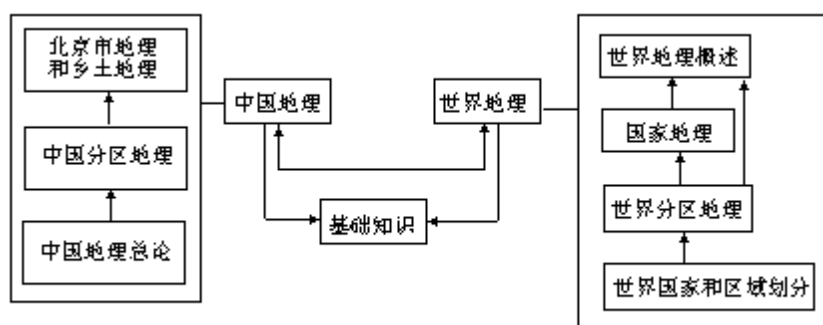 北京市地理
和乡土地理
中国分区地理
中国地理总论
中国地理
世界地理
基础知识
世界地理概述
国家地理
世界分区地理
世界国家和区域划分